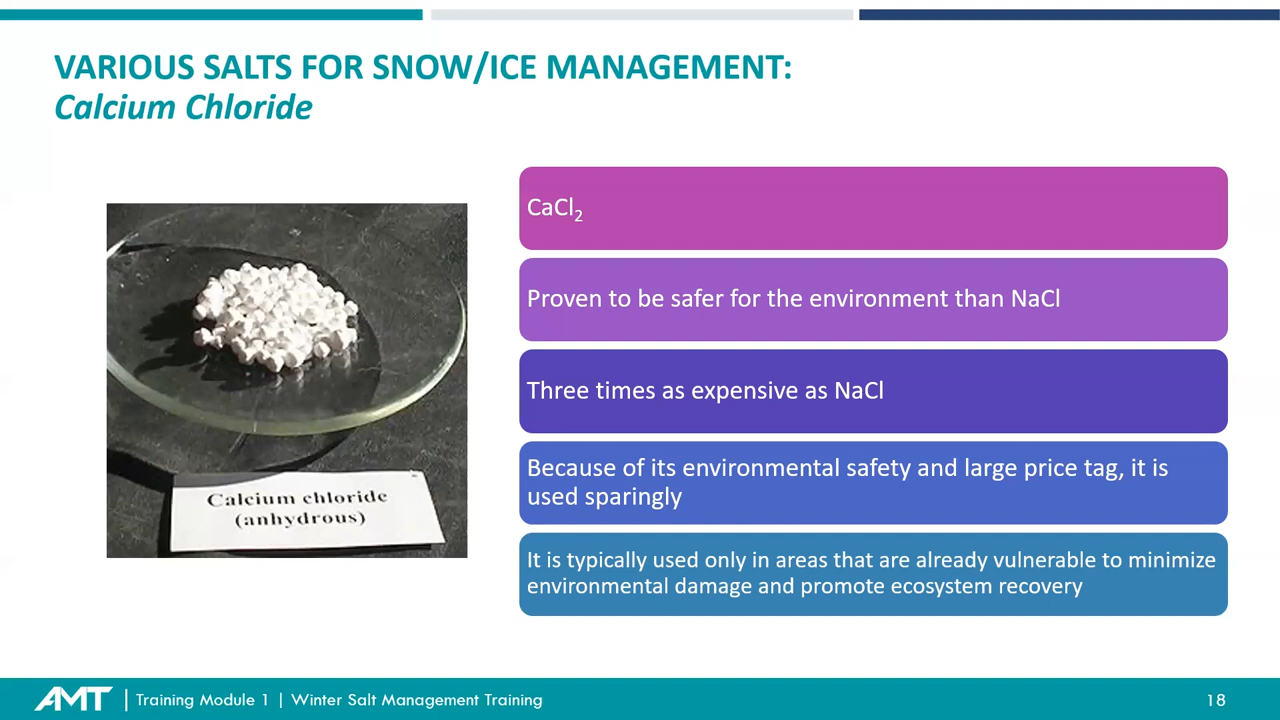 VARIOUS SALTS FOR SNOW/ICE MANAGEMENT:
Calcium Chloride
Calcium chloride
(anhydrous)
CaCl₂
Proven to be safer for the environment than NaCl
Three times as expensive as NaCl
Because of its environmental safety and large price tag, it is
used sparingly
It is typically used only in areas that are already vulnerable to minimize
environmental damage and promote ecosystem recovery
AMT | Training Module 1 | Winter Salt Management Training 18